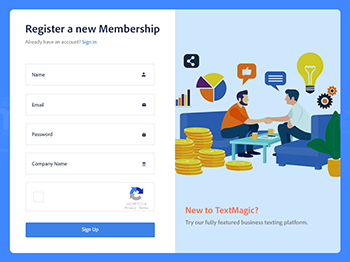 Register a new Membership
Already have an account? Sign in
Name
Email
Password
Company Name
reCAPTCHA
Privacy - Terms
Sign Up
New to TextMagic?
Try our fully featured business texting platform.